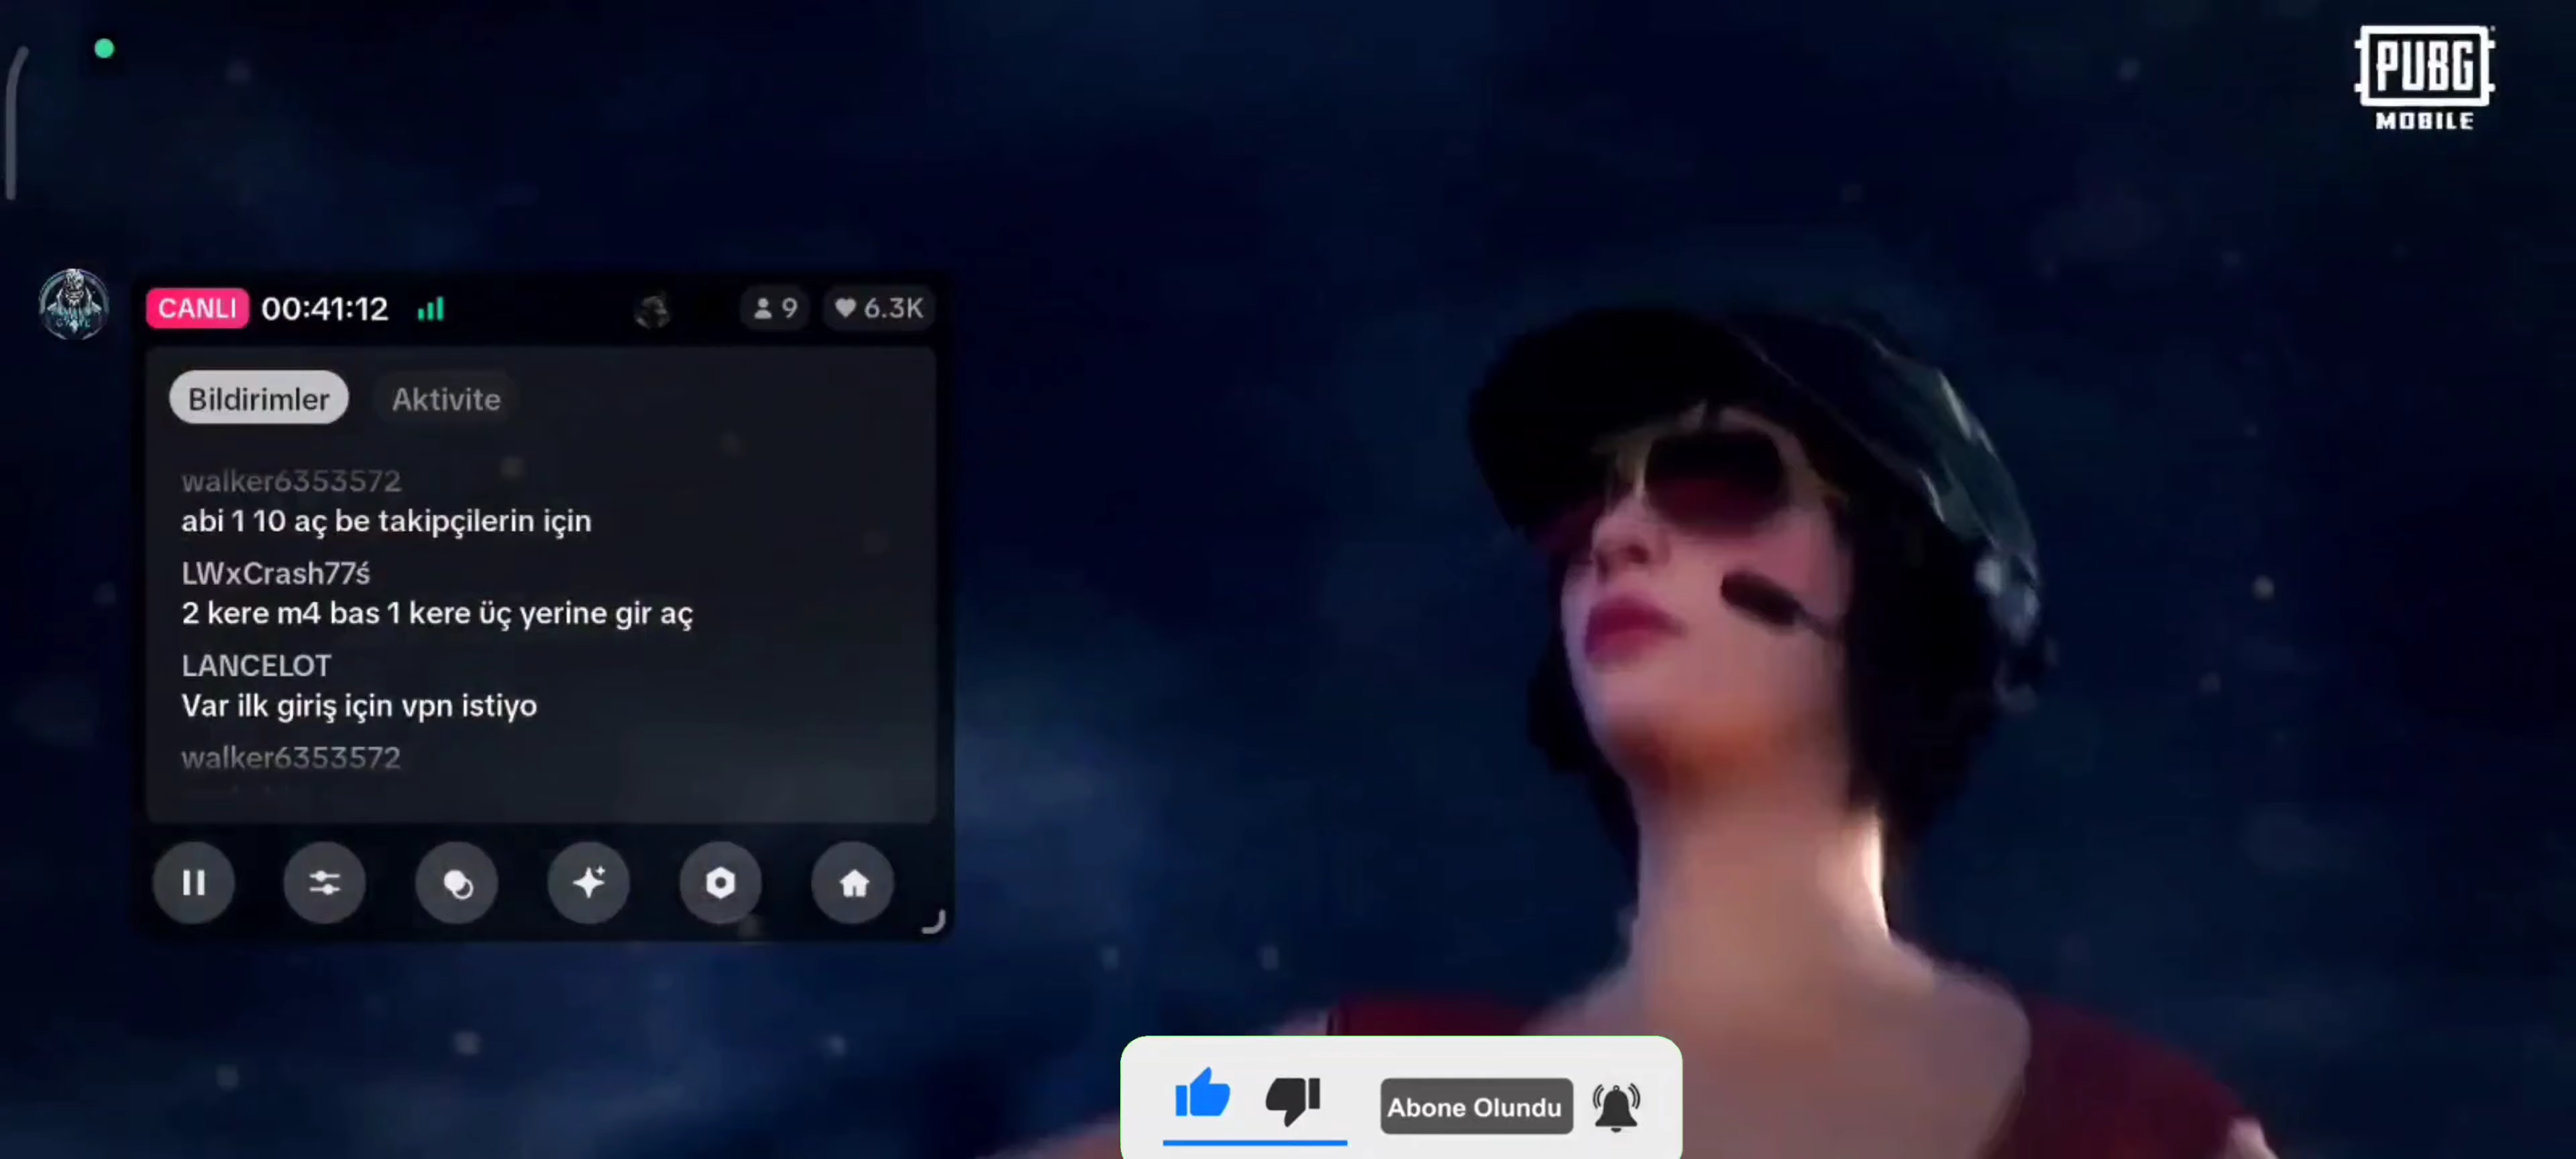 PUBG
MOBILE
CANLI 00:41:12 9 6.3K
Bildirimler Aktivite
walker6353572
abi 1 10 aç be takipçilerin için
LWxCrash77ś
2 kere m4 bas 1 kere üç yerine gir aç
LANCELOT
Var ilk giriş için vpn istiyo
walker6353572
Abone Olundu